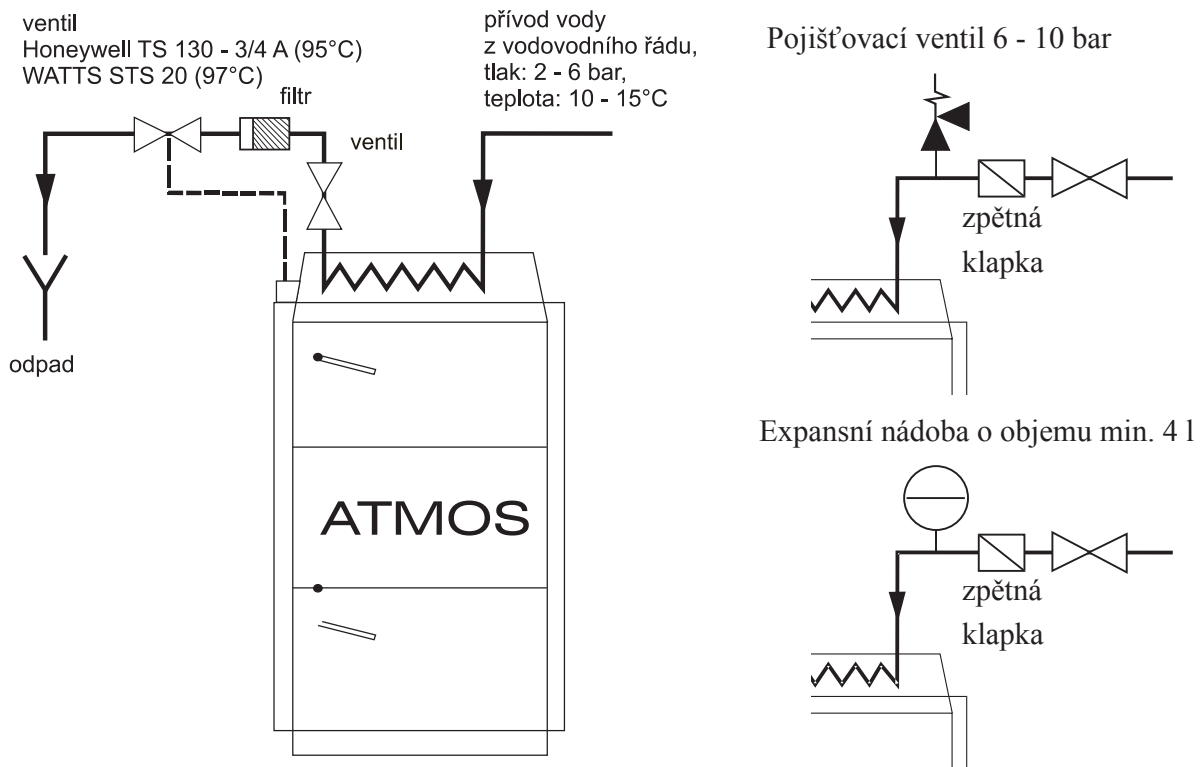 ventil
Honeywell TS 130 - 3/4 A (95°C)
WATTS STS 20 (97°C)
filtr
ventil
přívod vody
z vodovodního řádu,
tlak: 2 - 6 bar,
teplota: 10 - 15°C
odpad
ATMOS
Pojišťovací ventil 6 - 10 bar
zpětná
klapka
Expansní nádoba o objemu min. 4 l
zpětná
klapka